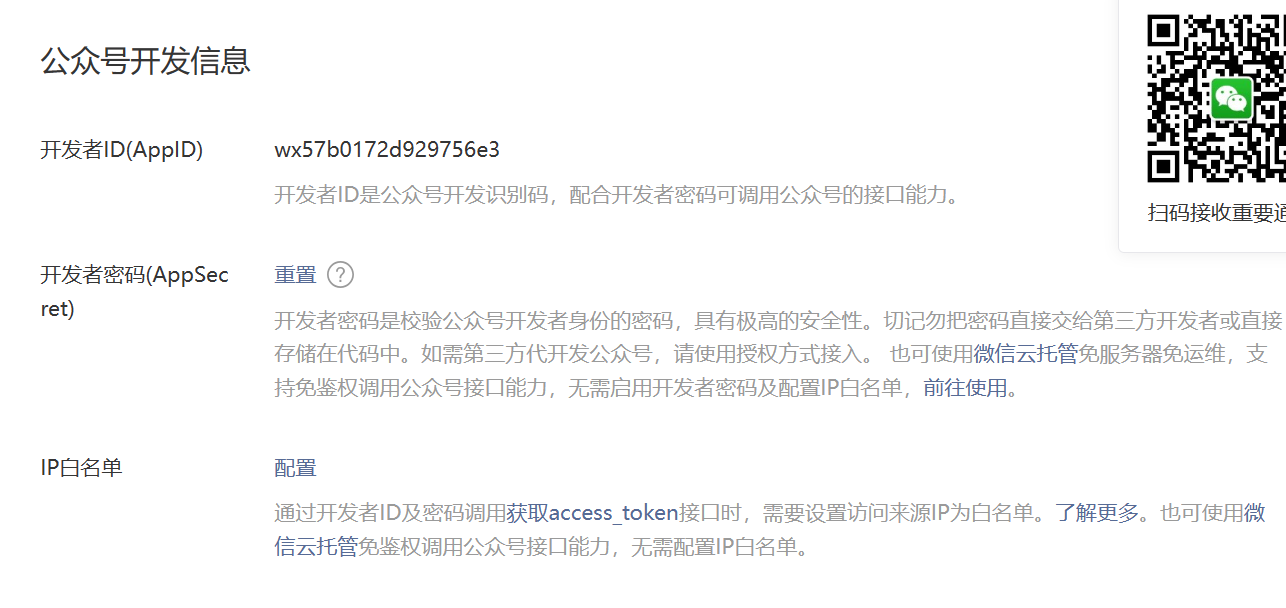 公众号开发信息
开发者ID(AppID)
wx57b0172d929756e3
开发者ID是公众号开发识别码，配合开发者密码可调用公众号的接口能力。
扫码接收重要通
开发者密码(AppSec
ret)
重置 ?
开发者密码是校验公众号开发者身份的密码，具有极高的安全性。切记勿把密码直接交给第三方开发者或直接
存储在代码中。如需第三方代开发公众号，请使用授权方式接入。 也可使用微信云托管免服务器免运维，支
持免鉴权调用公众号接口能力，无需启用开发者密码及配置IP白名单，前往使用。
IP白名单
配置
通过开发者ID及密码调用获取access_token接口时，需要设置访问来源IP为白名单。了解更多。也可使用微
信云托管免鉴权调用公众号接口能力，无需配置IP白名单。